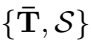 {T̄, 𝒮}